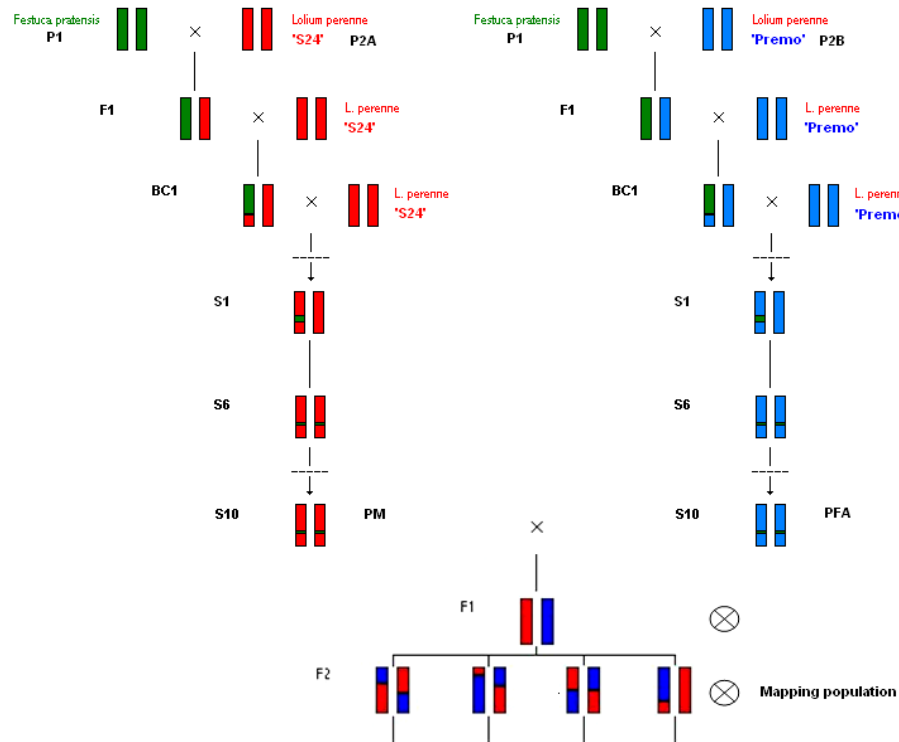 Festuca pratensis
P1
Lolium perenne
'S24' P2A
Festuca pratensis
P1
Lolium perenne
'Premo' P2B
F1
L. perenne
'S24'
F1
L. perenne
'Premo'
BC1
L. perenne
'S24'
BC1
L. perenne
'Premo
S1
S1
S6
S6
S10
PM
S10
PFA
F1
F2
Mapping population